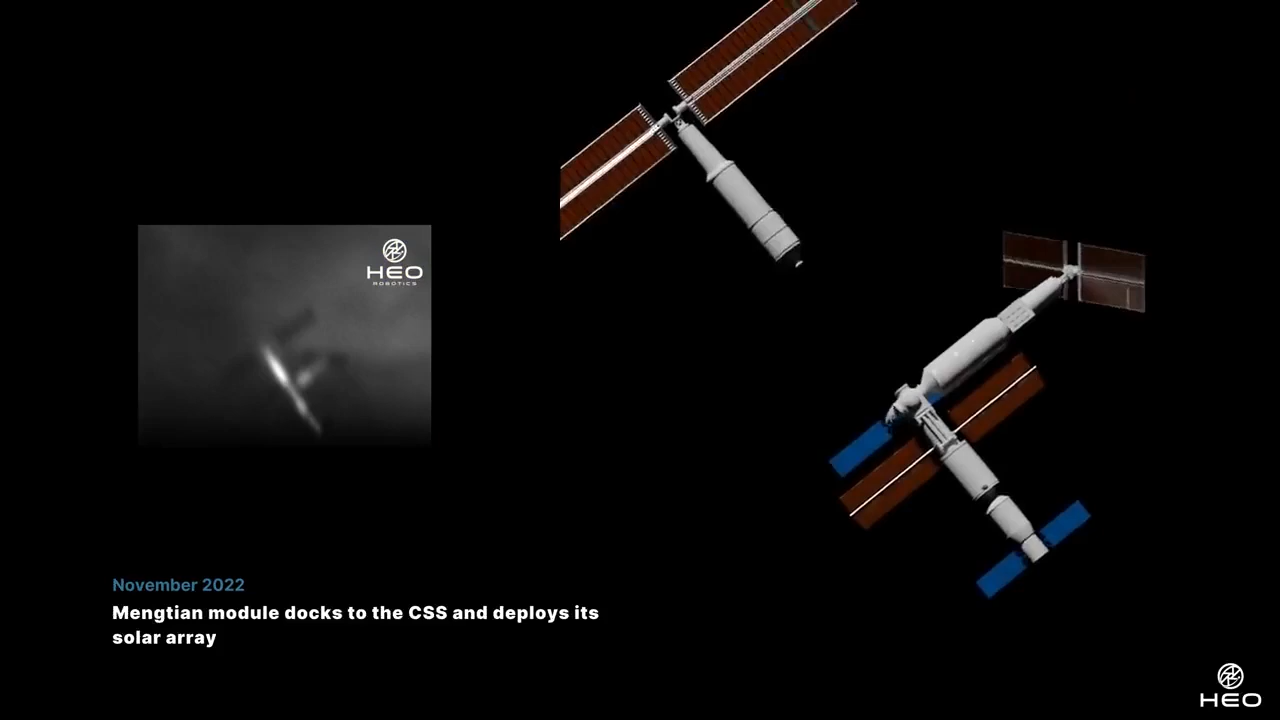 HEO
ROBOTICS
November 2022
Mengtian module docks to the CSS and deploys its
solar array
HEO